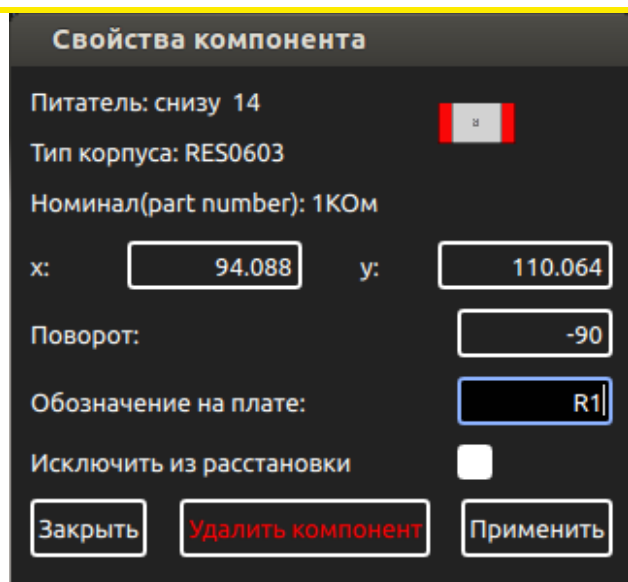 Свойства компонента
Питатель: снизу 14
Тип корпуса: RES0603
Номинал(part number): 1КОм
x: 94.088 y: 110.064
Поворот: -90
Обозначение на плате: R1
Исключить из расстановки
Закрыть Удалить компонент Применить